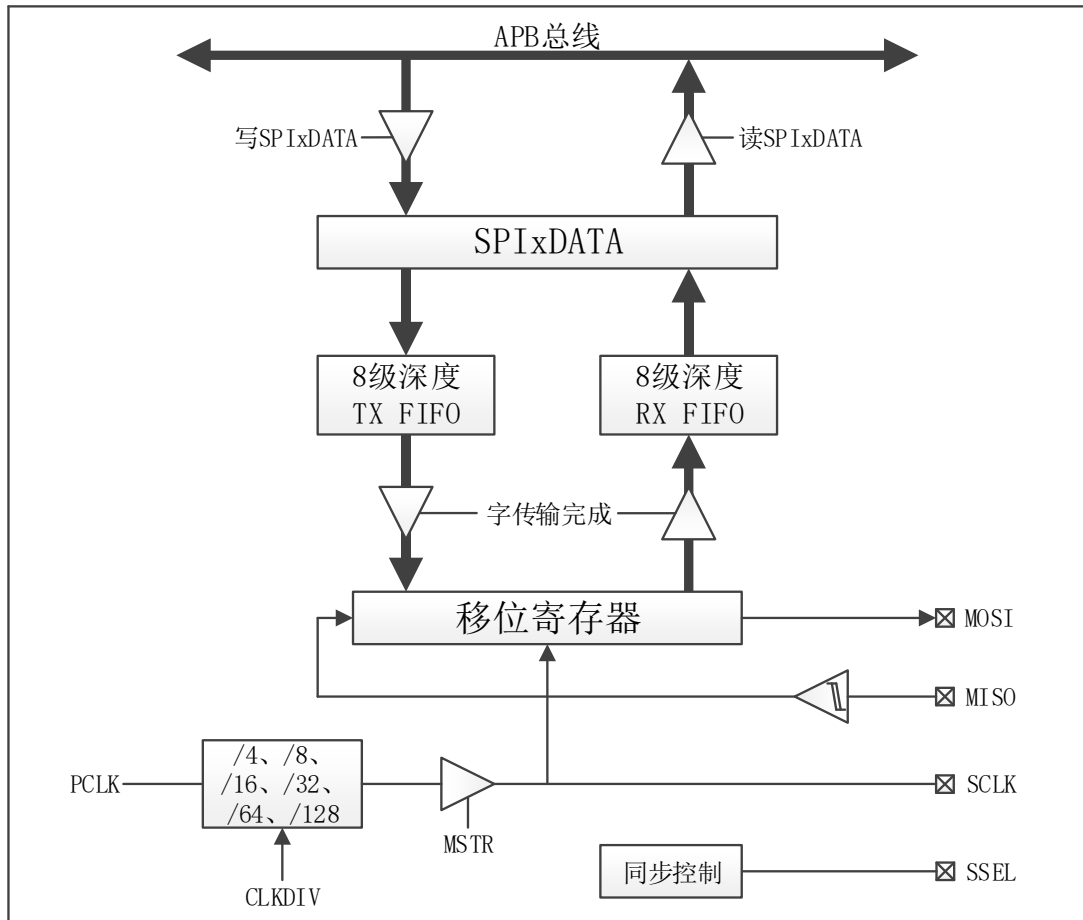 APB总线
写SPIxDATA
读SPIxDATA
SPIxDATA
8级深度
TX FIFO
8级深度
RX FIFO
字传输完成
移位寄存器
MOSI
MISO
PCLK
/4、/8、
/16、/32、
/64、/128
SCLK
MSTR
CLKDIV
同步控制
SSEL